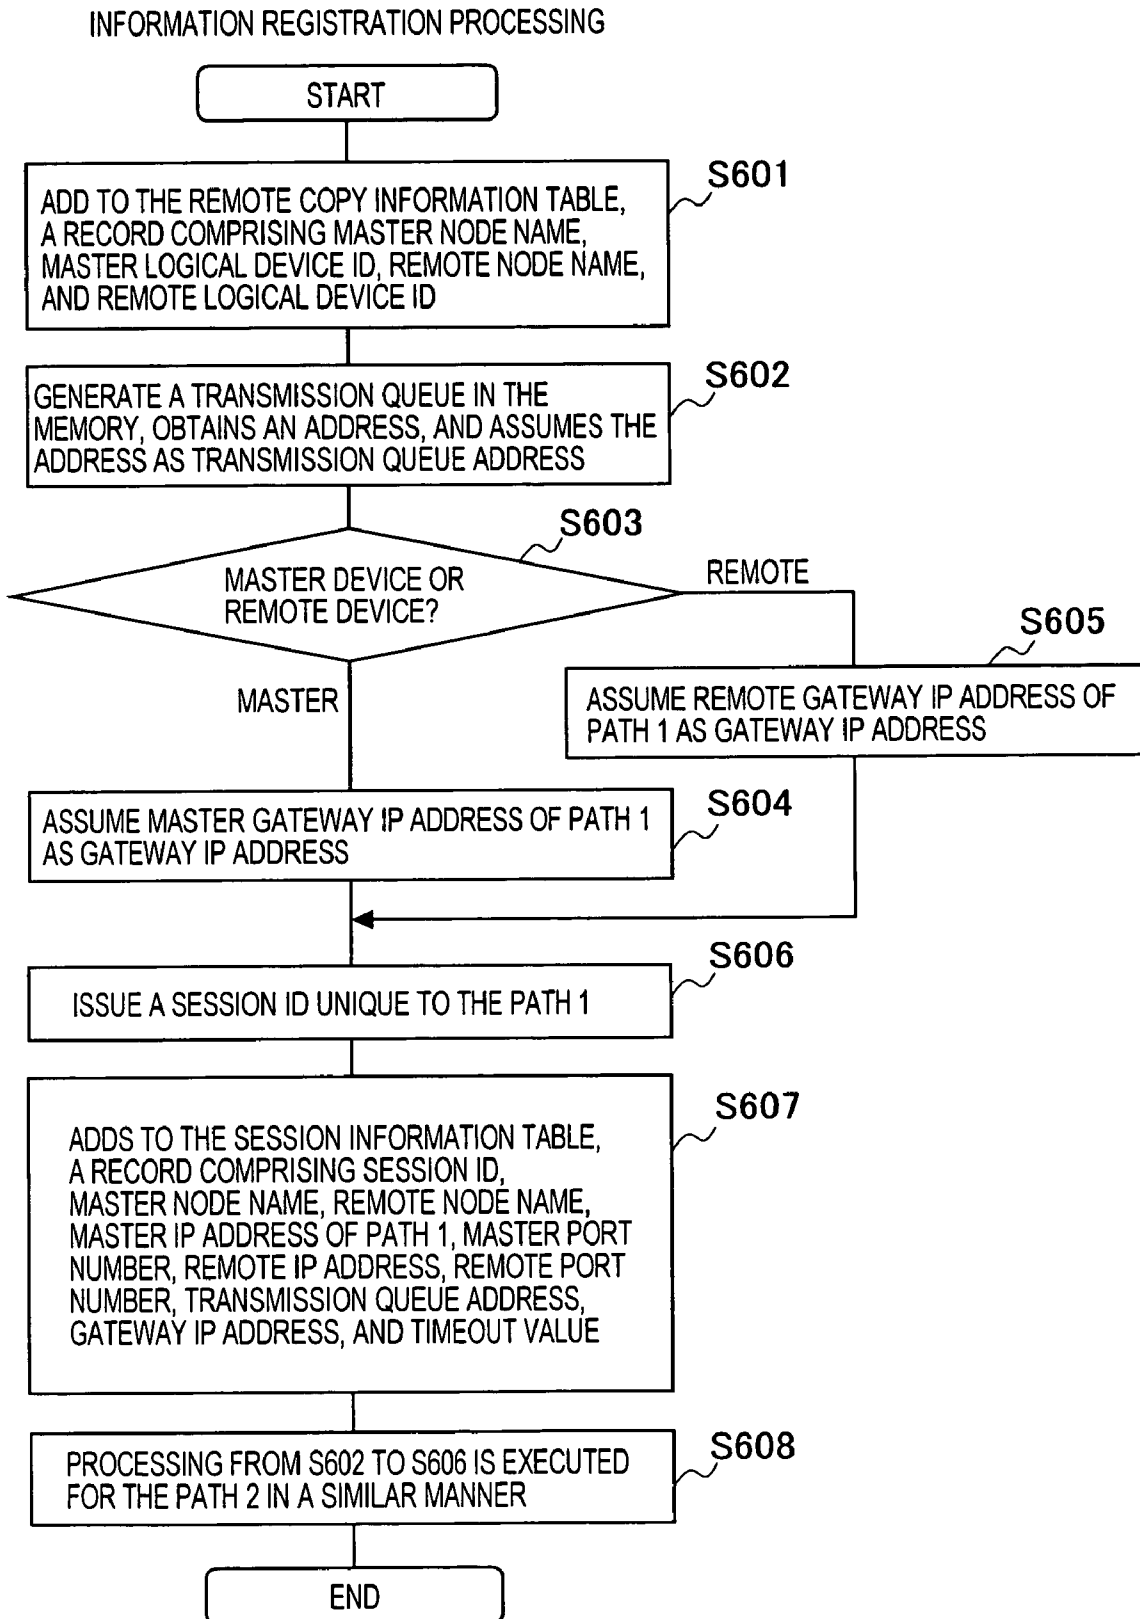 INFORMATION REGISTRATION PROCESSING
START
S601
ADD TO THE REMOTE COPY INFORMATION TABLE,
A RECORD COMPRISING MASTER NODE NAME,
MASTER LOGICAL DEVICE ID, REMOTE NODE NAME,
AND REMOTE LOGICAL DEVICE ID
S602
GENERATE A TRANSMISSION QUEUE IN THE
MEMORY, OBTAINS AN ADDRESS, AND ASSUMES THE
ADDRESS AS TRANSMISSION QUEUE ADDRESS
S603
MASTER DEVICE OR
REMOTE DEVICE?
REMOTE
MASTER
S605
ASSUME REMOTE GATEWAY IP ADDRESS OF
PATH 1 AS GATEWAY IP ADDRESS
S604
ASSUME MASTER GATEWAY IP ADDRESS OF PATH 1
AS GATEWAY IP ADDRESS
S606
ISSUE A SESSION ID UNIQUE TO THE PATH 1
S607
ADDS TO THE SESSION INFORMATION TABLE,
A RECORD COMPRISING SESSION ID,
MASTER NODE NAME, REMOTE NODE NAME,
MASTER IP ADDRESS OF PATH 1, MASTER PORT
NUMBER, REMOTE IP ADDRESS, REMOTE PORT
NUMBER, TRANSMISSION QUEUE ADDRESS,
GATEWAY IP ADDRESS, AND TIMEOUT VALUE
S608
PROCESSING FROM S602 TO S606 IS EXECUTED
FOR THE PATH 2 IN A SIMILAR MANNER
END